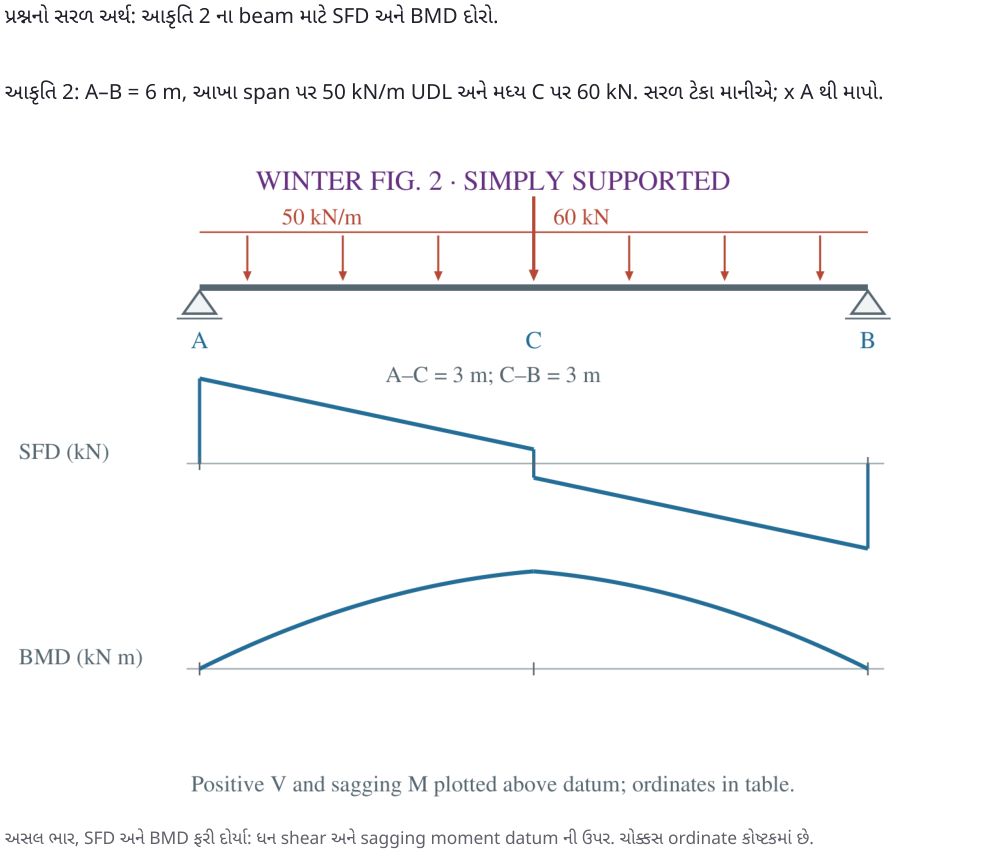 પ્રશ્નનો સરળ અર્થ: આકૃતિ 2 ના beam માટે SFD અને BMD દોરો.
આકૃતિ 2: A–B = 6 m, આખા span પર 50 kN/m UDL અને મધ્ય C પર 60 kN. સરળ ટેકા માનીએ; x A થી માપો.
WINTER FIG. 2 · SIMPLY SUPPORTED
50 kN/m 60 kN
A C B
A–C = 3 m; C–B = 3 m
SFD (kN)
BMD (kN m)
Positive V and sagging M plotted above datum; ordinates in table.
અસલ ભાર, SFD અને BMD ફરી દોર્યા: ધન shear અને sagging moment datum ની ઉપર. ચોક્કસ ordinate કોષ્ટકમાં છે.